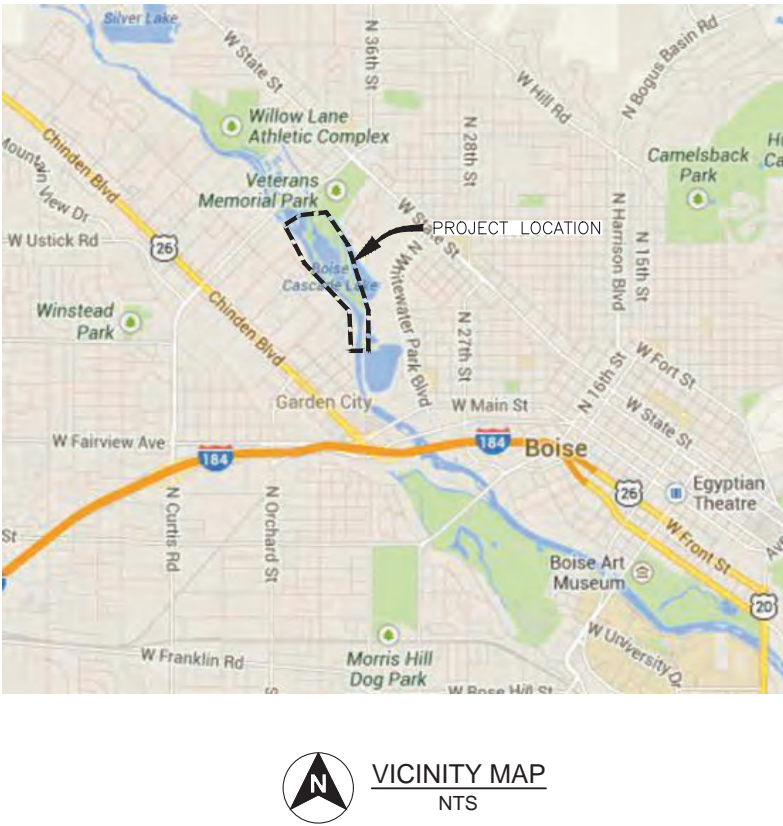 Silver Lake
W State St
N 36th St
W Hill Rd
N Bogus Basin Rd
Willow Lane
Athletic Complex
Chinden Blvd
Mountain View Dr
N 28th St
Camelsback
Park
Veterans
Memorial Park
W State St
PROJECT LOCATION
W Ustick Rd
26
N Harrison Blvd
N 15th St
Boise
Cascade Lake
N Whitewater Park Blvd
Winstead
Park
Chinden Blvd
N 27th St
W Fort St
N 16th St
Garden City
W Main St
W State St
W Fairview Ave
184
184
Boise
Egyptian
Theatre
26
N Curtis Rd
N Orchard St
St
W Front St
Boise Art
Museum
20
W University Dr
W Franklin Rd
Morris Hill
Dog Park
W Rose Hill St
S
N
VICINITY MAP
NTS